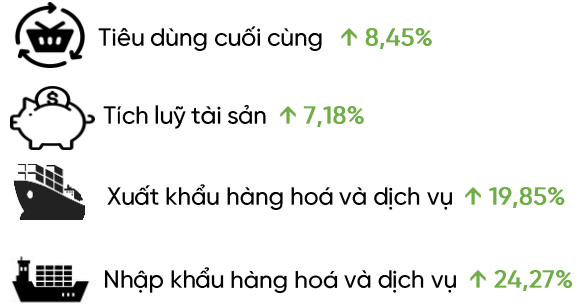 Tiêu dùng cuối cùng ↑ 8,45%
$
Tích luỹ tài sản ↑ 7,18%
Xuất khẩu hàng hoá và dịch vụ ↑ 19,85%
Nhập khẩu hàng hoá và dịch vụ ↑ 24,27%